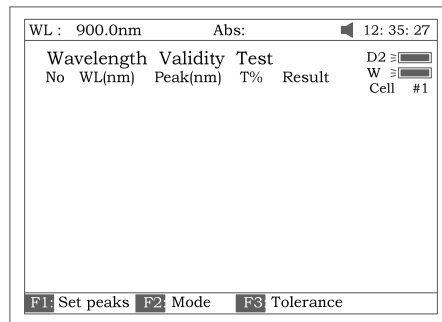 WL : 900.0nm Abs: 12: 35: 27
Wavelength Validity Test D2
No WL(nm) Peak(nm) T% Result W
Cell #1
F1: Set peaks F2: Mode F3: Tolerance